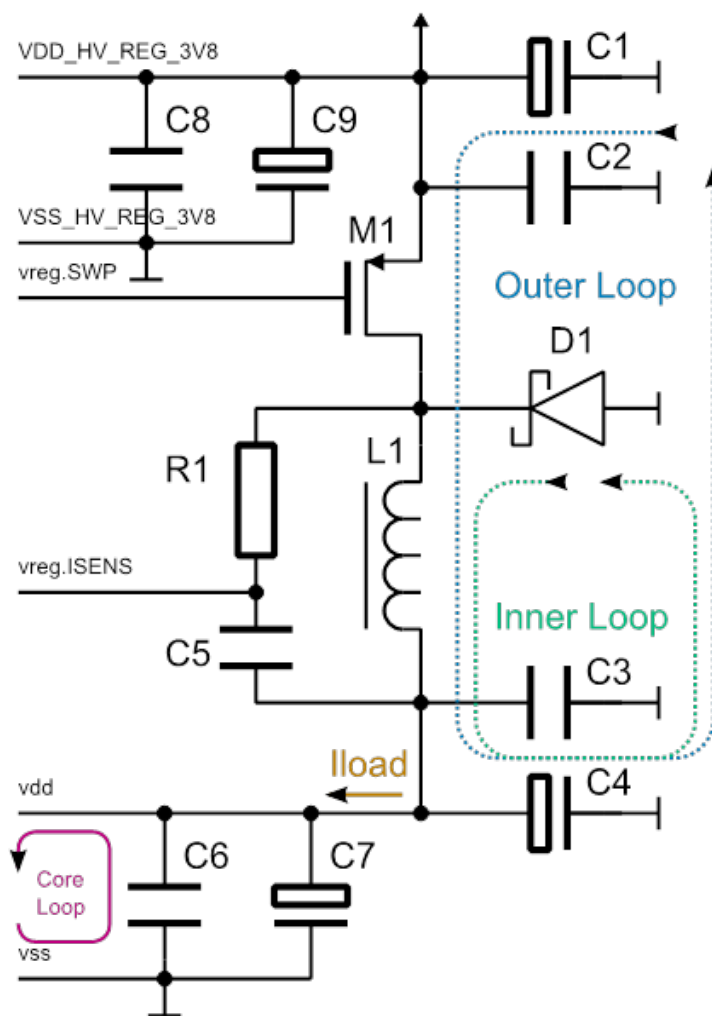 VDD_HV_REG_3V8
C1
C8
C9
C2
VSS_HV_REG_3V8
M1
vreg.SWP
Outer Loop
D1
L1
R1
vreg.ISENS
Inner Loop
C5
C3
Iload
vdd
C4
C6
C7
Core
Loop
vss